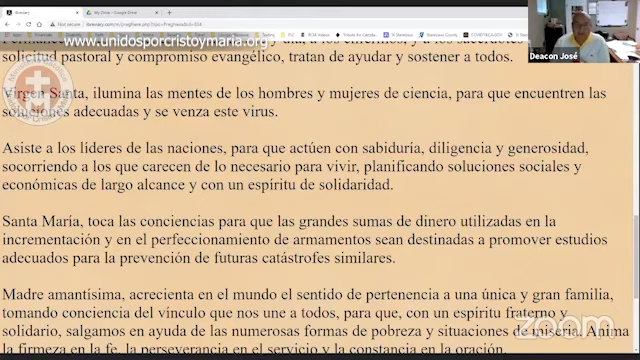 ibreviary
My Drive - Google Drive
Not secure
www.unidosporcristoymaria.org
Deacon José
solicitud pastoral y compromiso evangélico, tratan de ayudar y sostener a todos.
Virgen Santa, ilumina las mentes de los hombres y mujeres de ciencia, para que encuentren las
soluciones adecuadas y se venza este virus.
Asiste a los líderes de las naciones, para que actúen con sabiduría, diligencia y generosidad,
socorriendo a los que carecen de lo necesario para vivir, planificando soluciones sociales y
económicas de largo alcance y con un espíritu de solidaridad.
Santa María, toca las conciencias para que las grandes sumas de dinero utilizadas en la
incrementación y en el perfeccionamiento de armamentos sean destinadas a promover estudios
adecuados para la prevención de futuras catástrofes similares.
Madre amantísima, acrecienta en el mundo el sentido de pertenencia a una única y gran familia,
tomando conciencia del vínculo que nos une a todos, para que, con un espíritu fraterno y
solidario, salgamos en ayuda de las numerosas formas de pobreza y situaciones de miseria. Anima
la firmeza en la fe, la perseverancia en el servicio y la constancia en la oración.
zoom